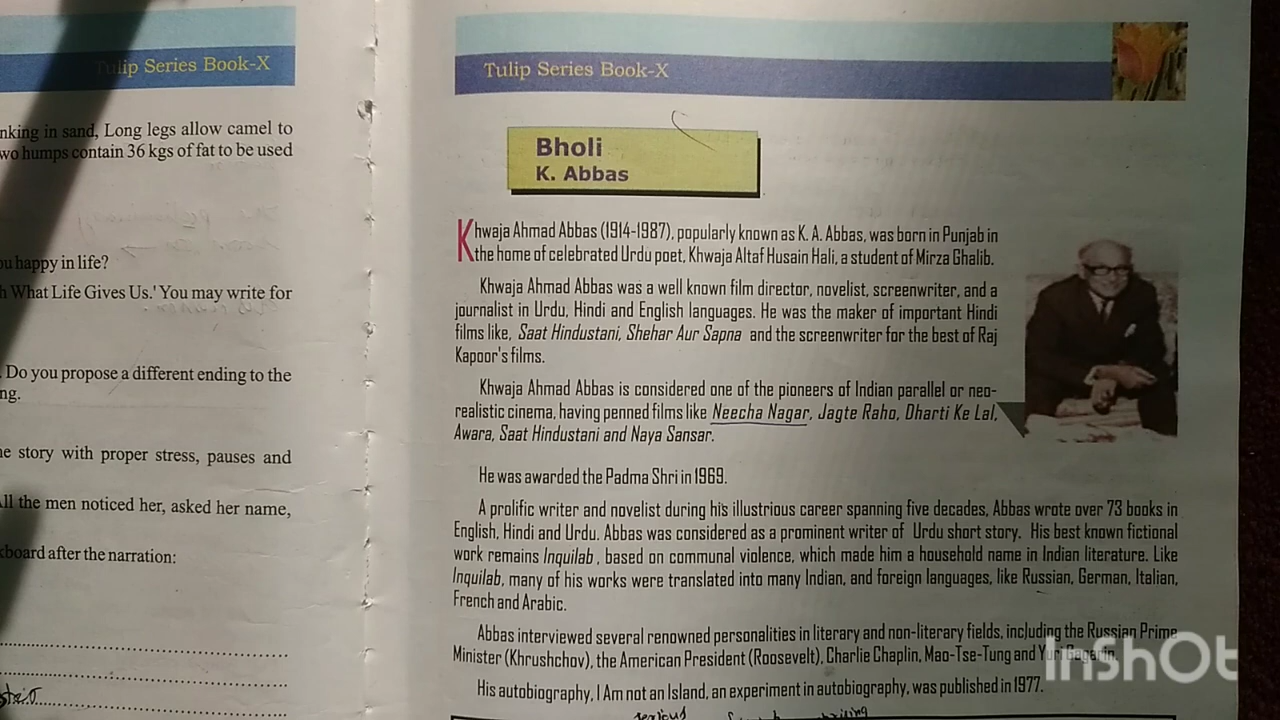 Tulip Series Book-X
nking in sand, Long legs allow camel to
wo humps contain 36 kgs of fat to be used
ou happy in life?
h What Life Gives Us.' You may write for
. Do you propose a different ending to the
ng.
e story with proper stress, pauses and
ll the men noticed her, asked her name,
kboard after the narration:
Tulip Series Book-X
Bholi
K. Abbas
Khwaja Ahmad Abbas (1914-1987), popularly known as K. A. Abbas, was born in Punjab in
the home of celebrated Urdu poet, Khwaja Altaf Husain Hali, a student of Mirza Ghalib.
Khwaja Ahmad Abbas was a well known film director, novelist, screenwriter, and a
journalist in Urdu, Hindi and English languages. He was the maker of important Hindi
films like, Saat Hindustani, Shehar Aur Sapna and the screenwriter for the best of Raj
Kapoor's films.
Khwaja Ahmad Abbas is considered one of the pioneers of Indian parallel or neo-
realistic cinema, having penned films like Neecha Nagar, Jagte Raho, Dharti Ke Lal,
Awara, Saat Hindustani and Naya Sansar.
He was awarded the Padma Shri in 1969.
A prolific writer and novelist during his illustrious career spanning five decades, Abbas wrote over 73 books in
English, Hindi and Urdu. Abbas was considered as a prominent writer of Urdu short story. His best known fictional
work remains Inquilab, based on communal violence, which made him a household name in Indian literature. Like
Inquilab, many of his works were translated into many Indian, and foreign languages, like Russian, German, Italian,
French and Arabic.
Abbas interviewed several renowned personalities in literary and non-literary fields, including the Russian Prime
Minister (Khrushchov), the American President (Roosevelt), Charlie Chaplin, Mao-Tse-Tung and Yuri Gagarin.
His autobiography, I Am not an Island, an experiment in autobiography, was published in 1977.
serious
InShOt